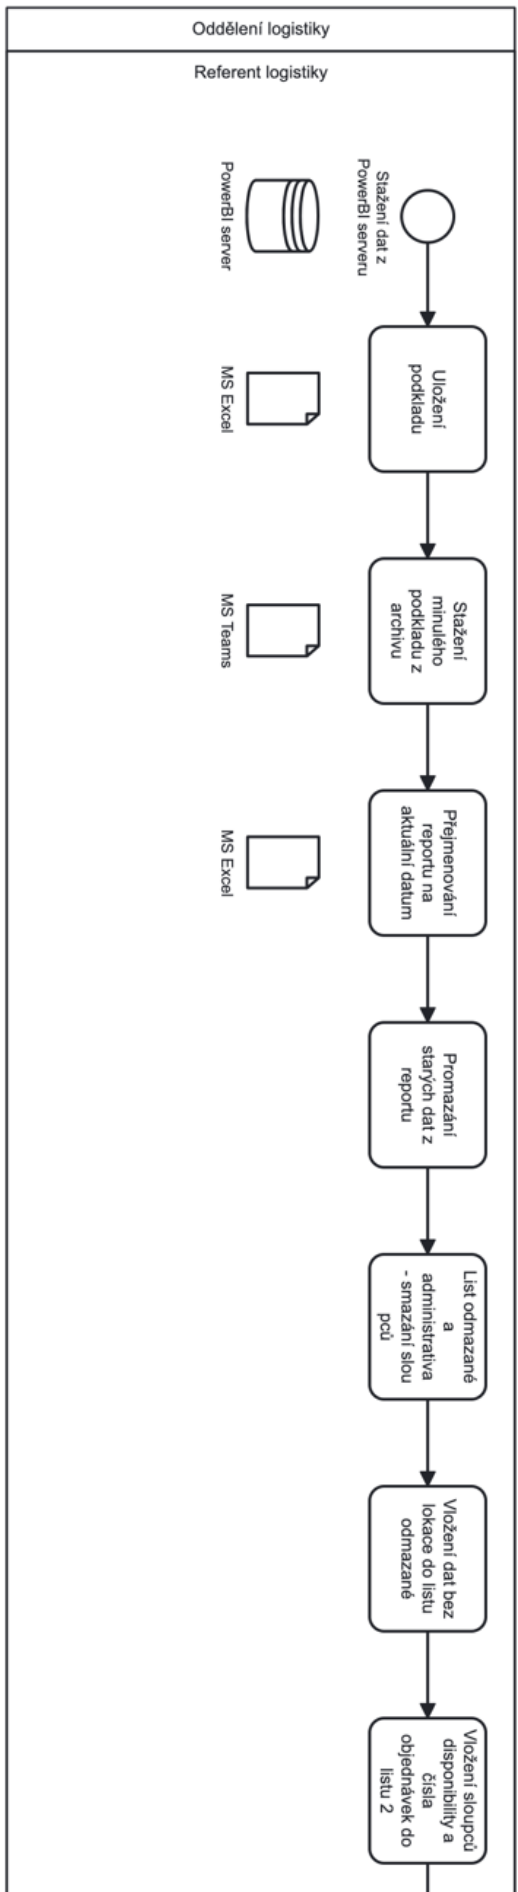 Oddělení logistiky
Referent logistiky
Stažení dat z
PowerBI serveru
PowerBI server
Uložení
podkladu
MS Excel
Stažení
minulého
podkladu z
archivu
MS Teams
Přejmenování
reportu na
aktuální datum
MS Excel
Promazání
starých dat z
reportu
List odmazané
a
administrativa
- smazání slou
pců
Vložení dat bez
lokace do listu
odmazané
Vložení sloupců
disponibility a
čísla
objednávek do
listu 2